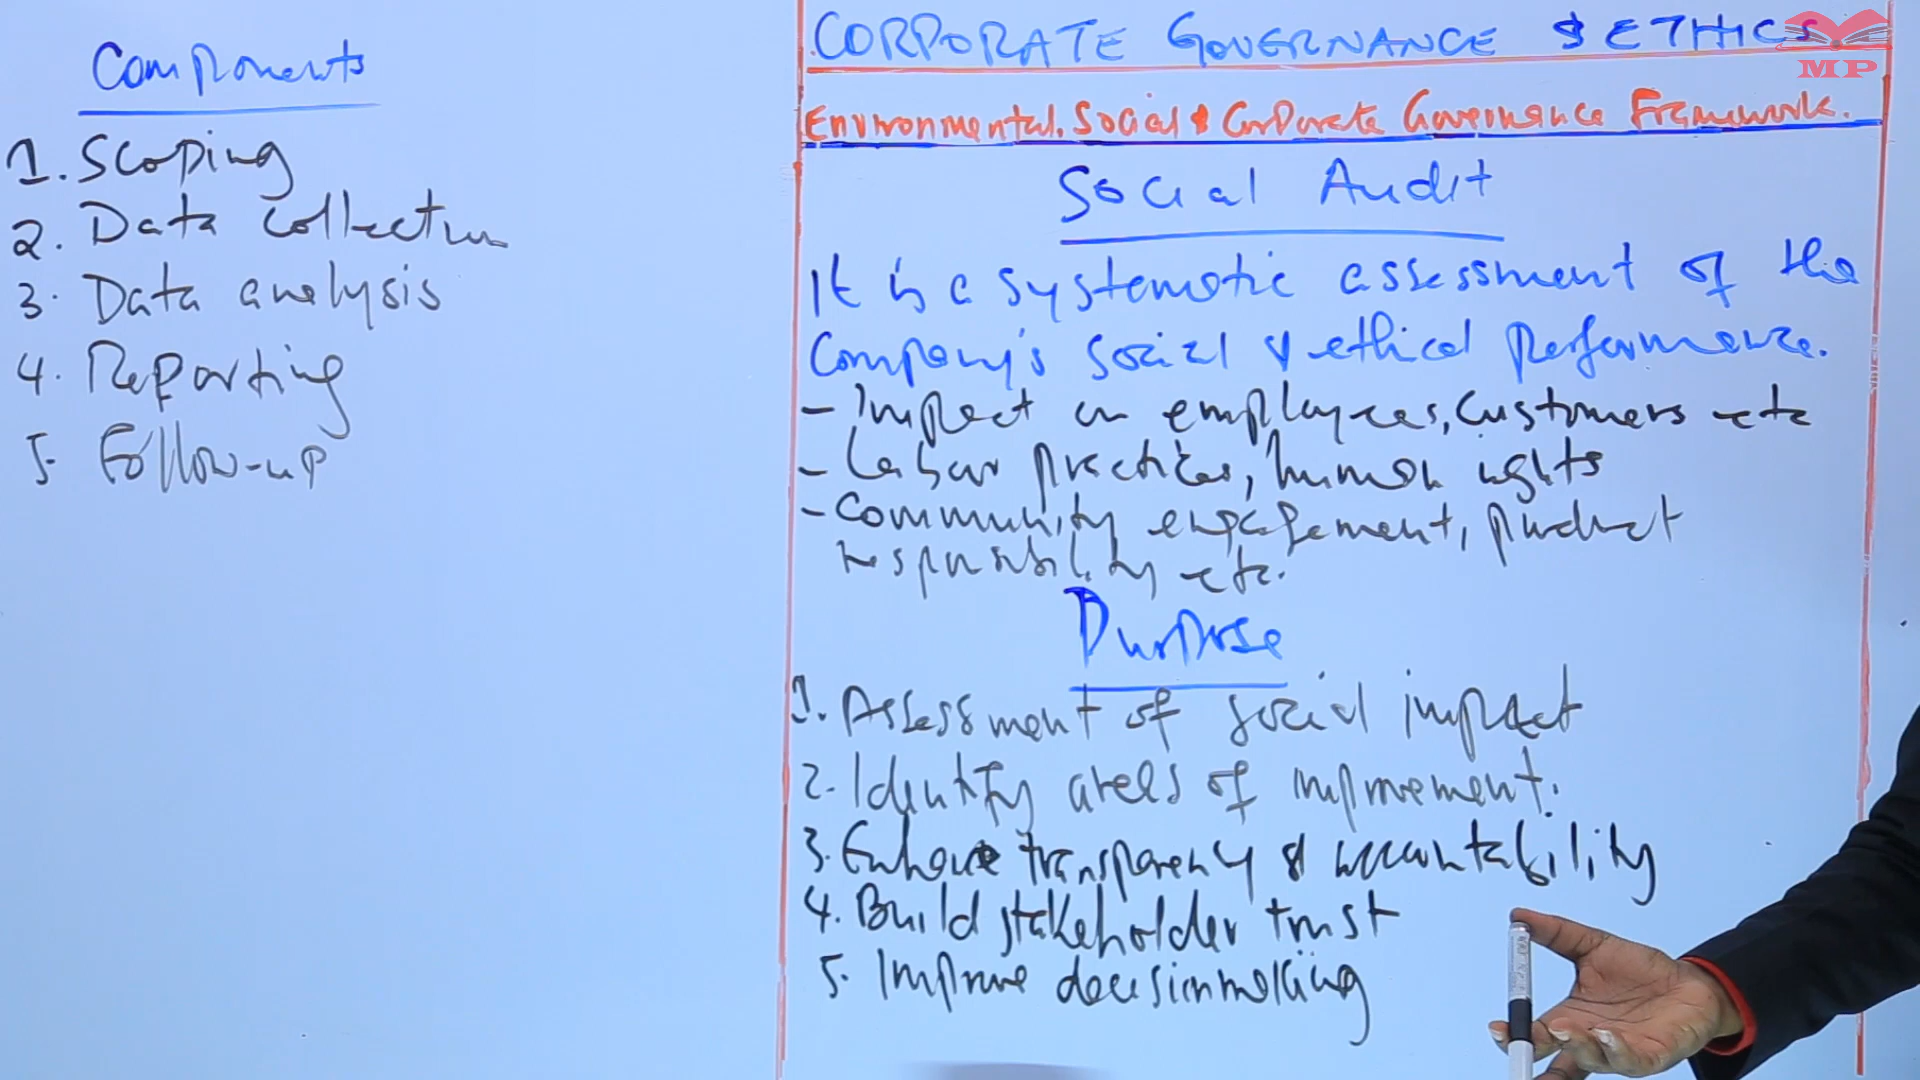 Components
1. Scoping
2. Data collection
3. Data analysis
4. Reporting
5. Follow-up
CORPORATE GOVERNANCE & ETHICS
MP
Environmental, Social & Corporate Governance Framework.
Social Audit
It is a systematic assessment of the
Company's social & ethical performance.
- Impact on employees, customers etc
- Labour practices, human rights
- Community engagement, product
responsibility etc.
Purpose
1. Assessment of social impact
2. Identify areas of improvement.
3. Enhance transparency & accountability
4. Build stakeholder trust
5. Improve decision making